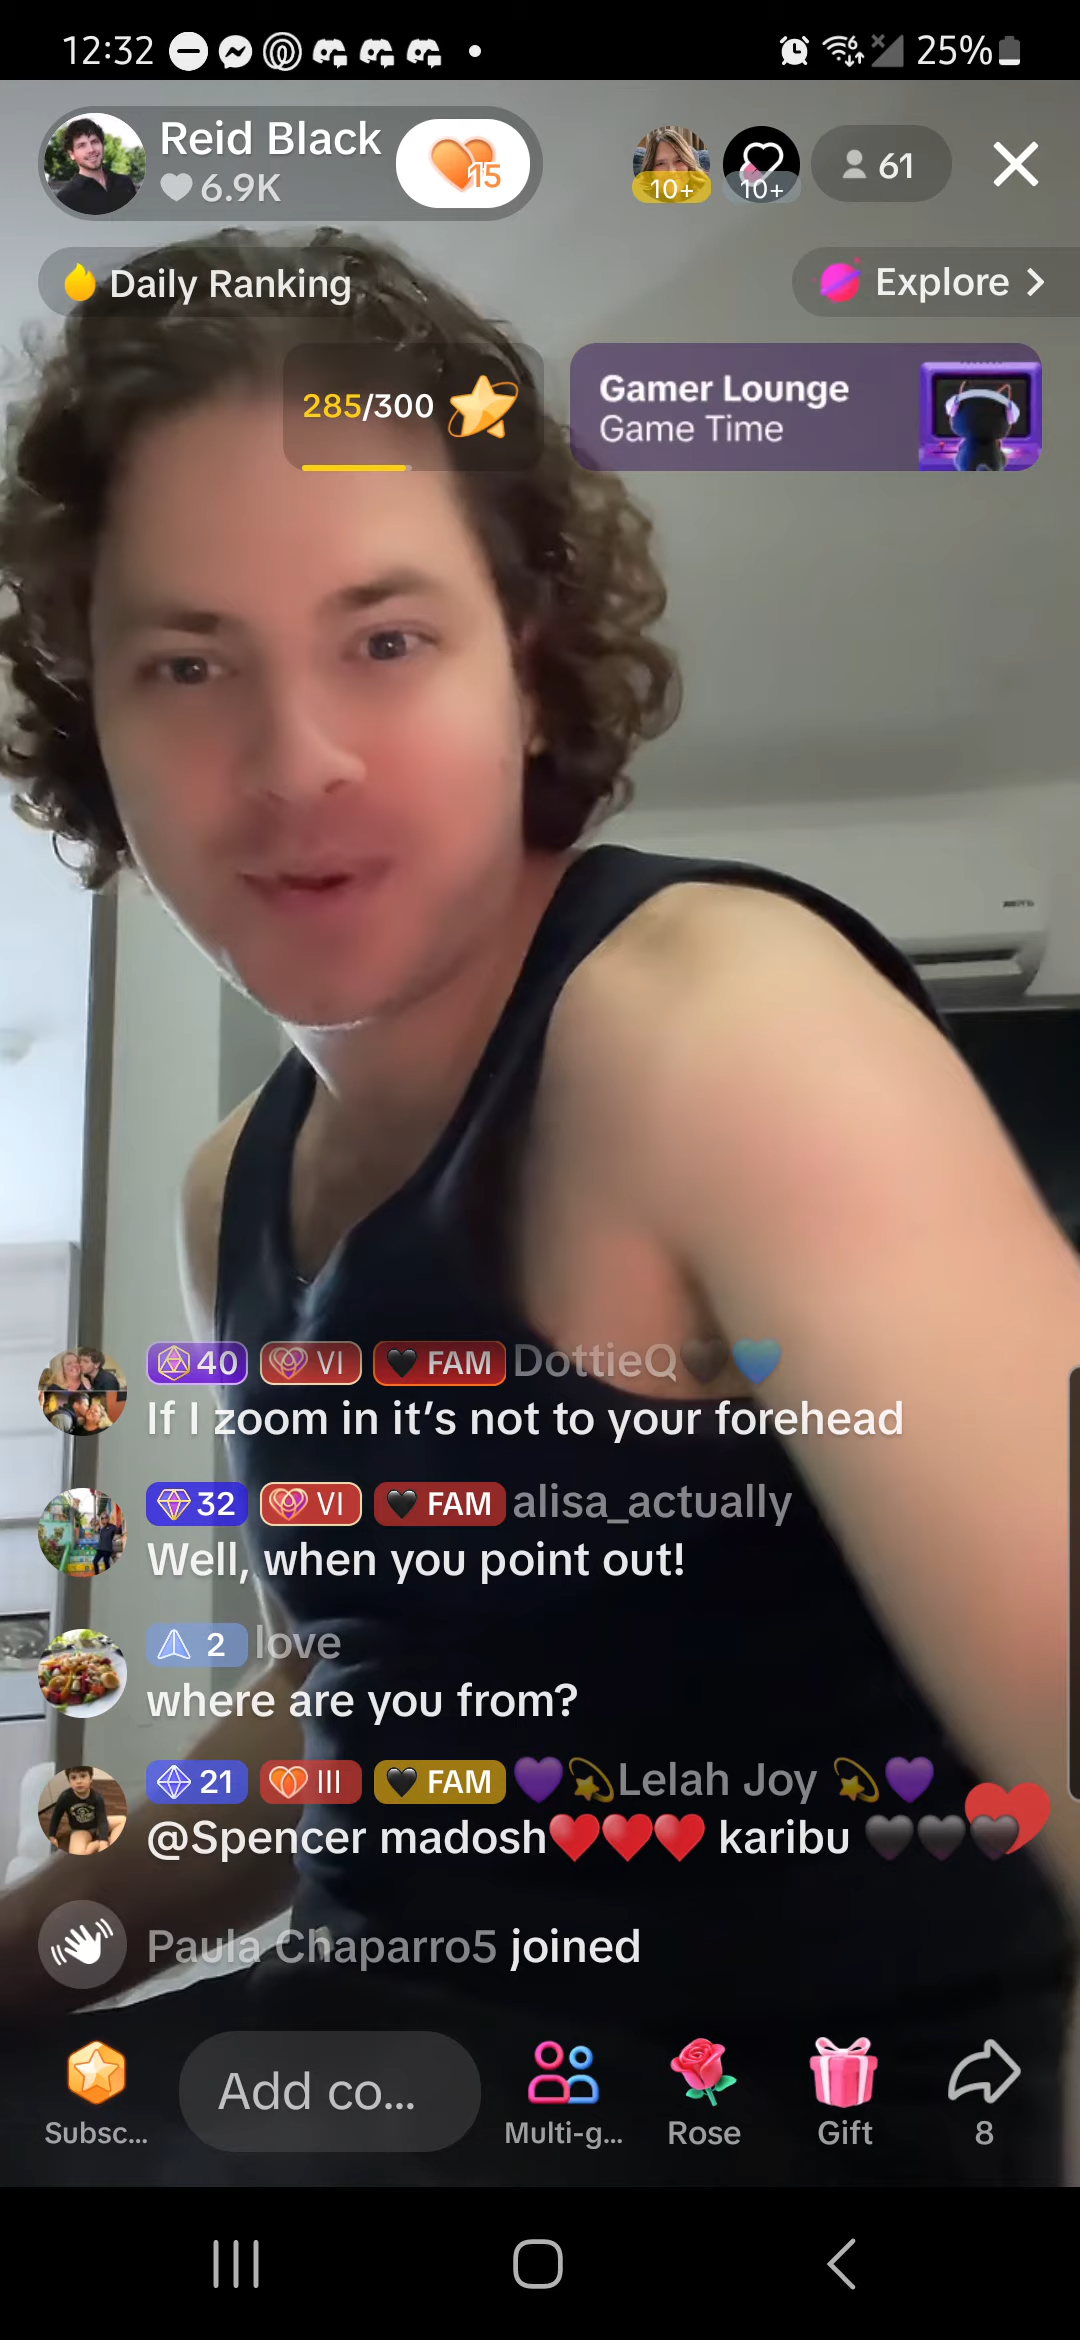 12:32
25%
Reid Black
6.9K
15
10+
10+
61
Daily Ranking
Explore
285/300
Gamer Lounge
Game Time
40 VI 🖤 FAM DottieQ🖤💙
If I zoom in it’s not to your forehead
32 VI 🖤 FAM alisa_actually
Well, when you point out!
2 love
where are you from?
21 III 🖤 FAM 💜💫Lelah Joy 💫💜
@Spencer madosh❤️❤️❤️ karibu 🖤🖤🖤
Paula Chaparro5 joined
Add co...
Subsc...
Multi-g...
Rose
Gift
8